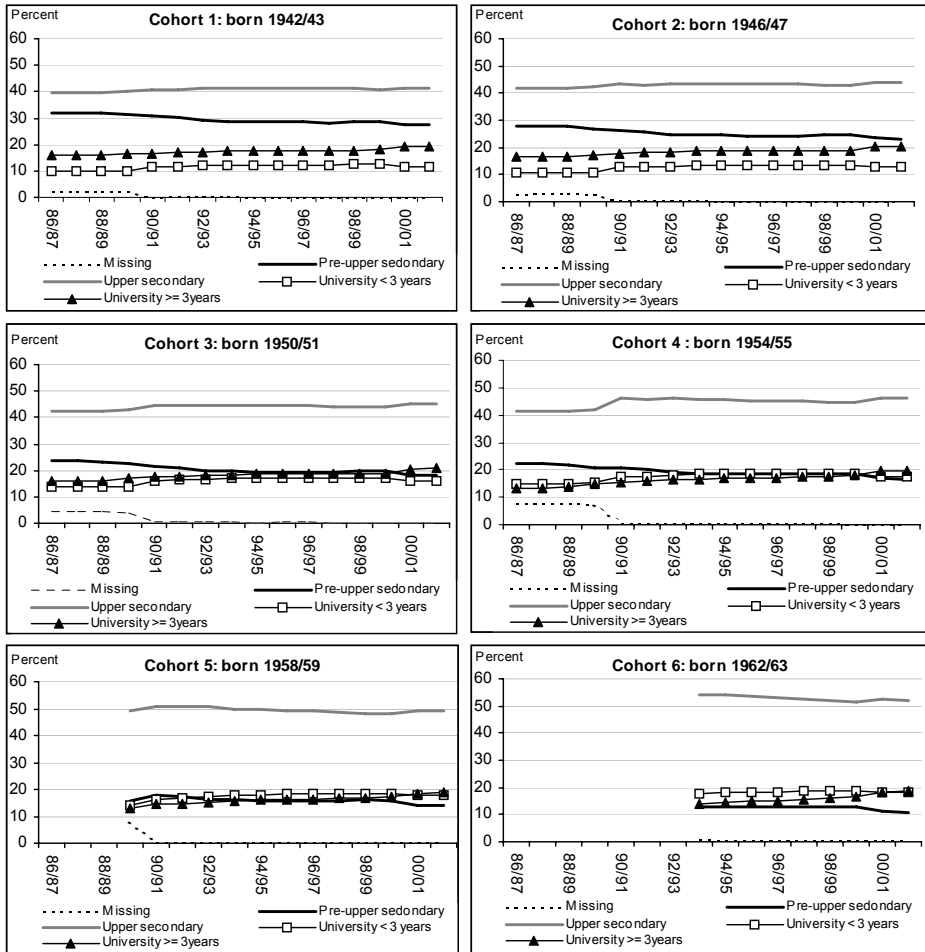 Percent
Cohort 1: born 1942/43
60
50
40
30
20
10
0
86/87
88/89
90/91
92/93
94/95
96/97
98/99
00/01
Missing
Pre-upper sedondary
Upper secondary
University < 3 years
University >= 3years
Percent
Cohort 2: born 1946/47
60
50
40
30
20
10
0
86/87
88/89
90/91
92/93
94/95
96/97
98/99
00/01
Missing
Pre-upper sedondary
Upper secondary
University < 3 years
University >= 3years
Percent
Cohort 3: born 1950/51
60
50
40
30
20
10
0
86/87
88/89
90/91
92/93
94/95
96/97
98/99
00/01
Missing
Pre-upper sedondary
Upper secondary
University < 3 years
University >= 3years
Percent
Cohort 4 : born 1954/55
60
50
40
30
20
10
0
86/87
88/89
90/91
92/93
94/95
96/97
98/99
00/01
Missing
Pre-upper sedondary
Upper secondary
University < 3 years
University >= 3years
Percent
Cohort 5: born 1958/59
60
50
40
30
20
10
0
86/87
88/89
90/91
92/93
94/95
96/97
98/99
00/01
Missing
Pre-upper sedondary
Upper secondary
University < 3 years
University >= 3years
Percent
Cohort 6: born 1962/63
60
50
40
30
20
10
0
86/87
88/89
90/91
92/93
94/95
96/97
98/99
00/01
Missing
Pre-upper sedondary
Upper secondary
University < 3 years
University >= 3years